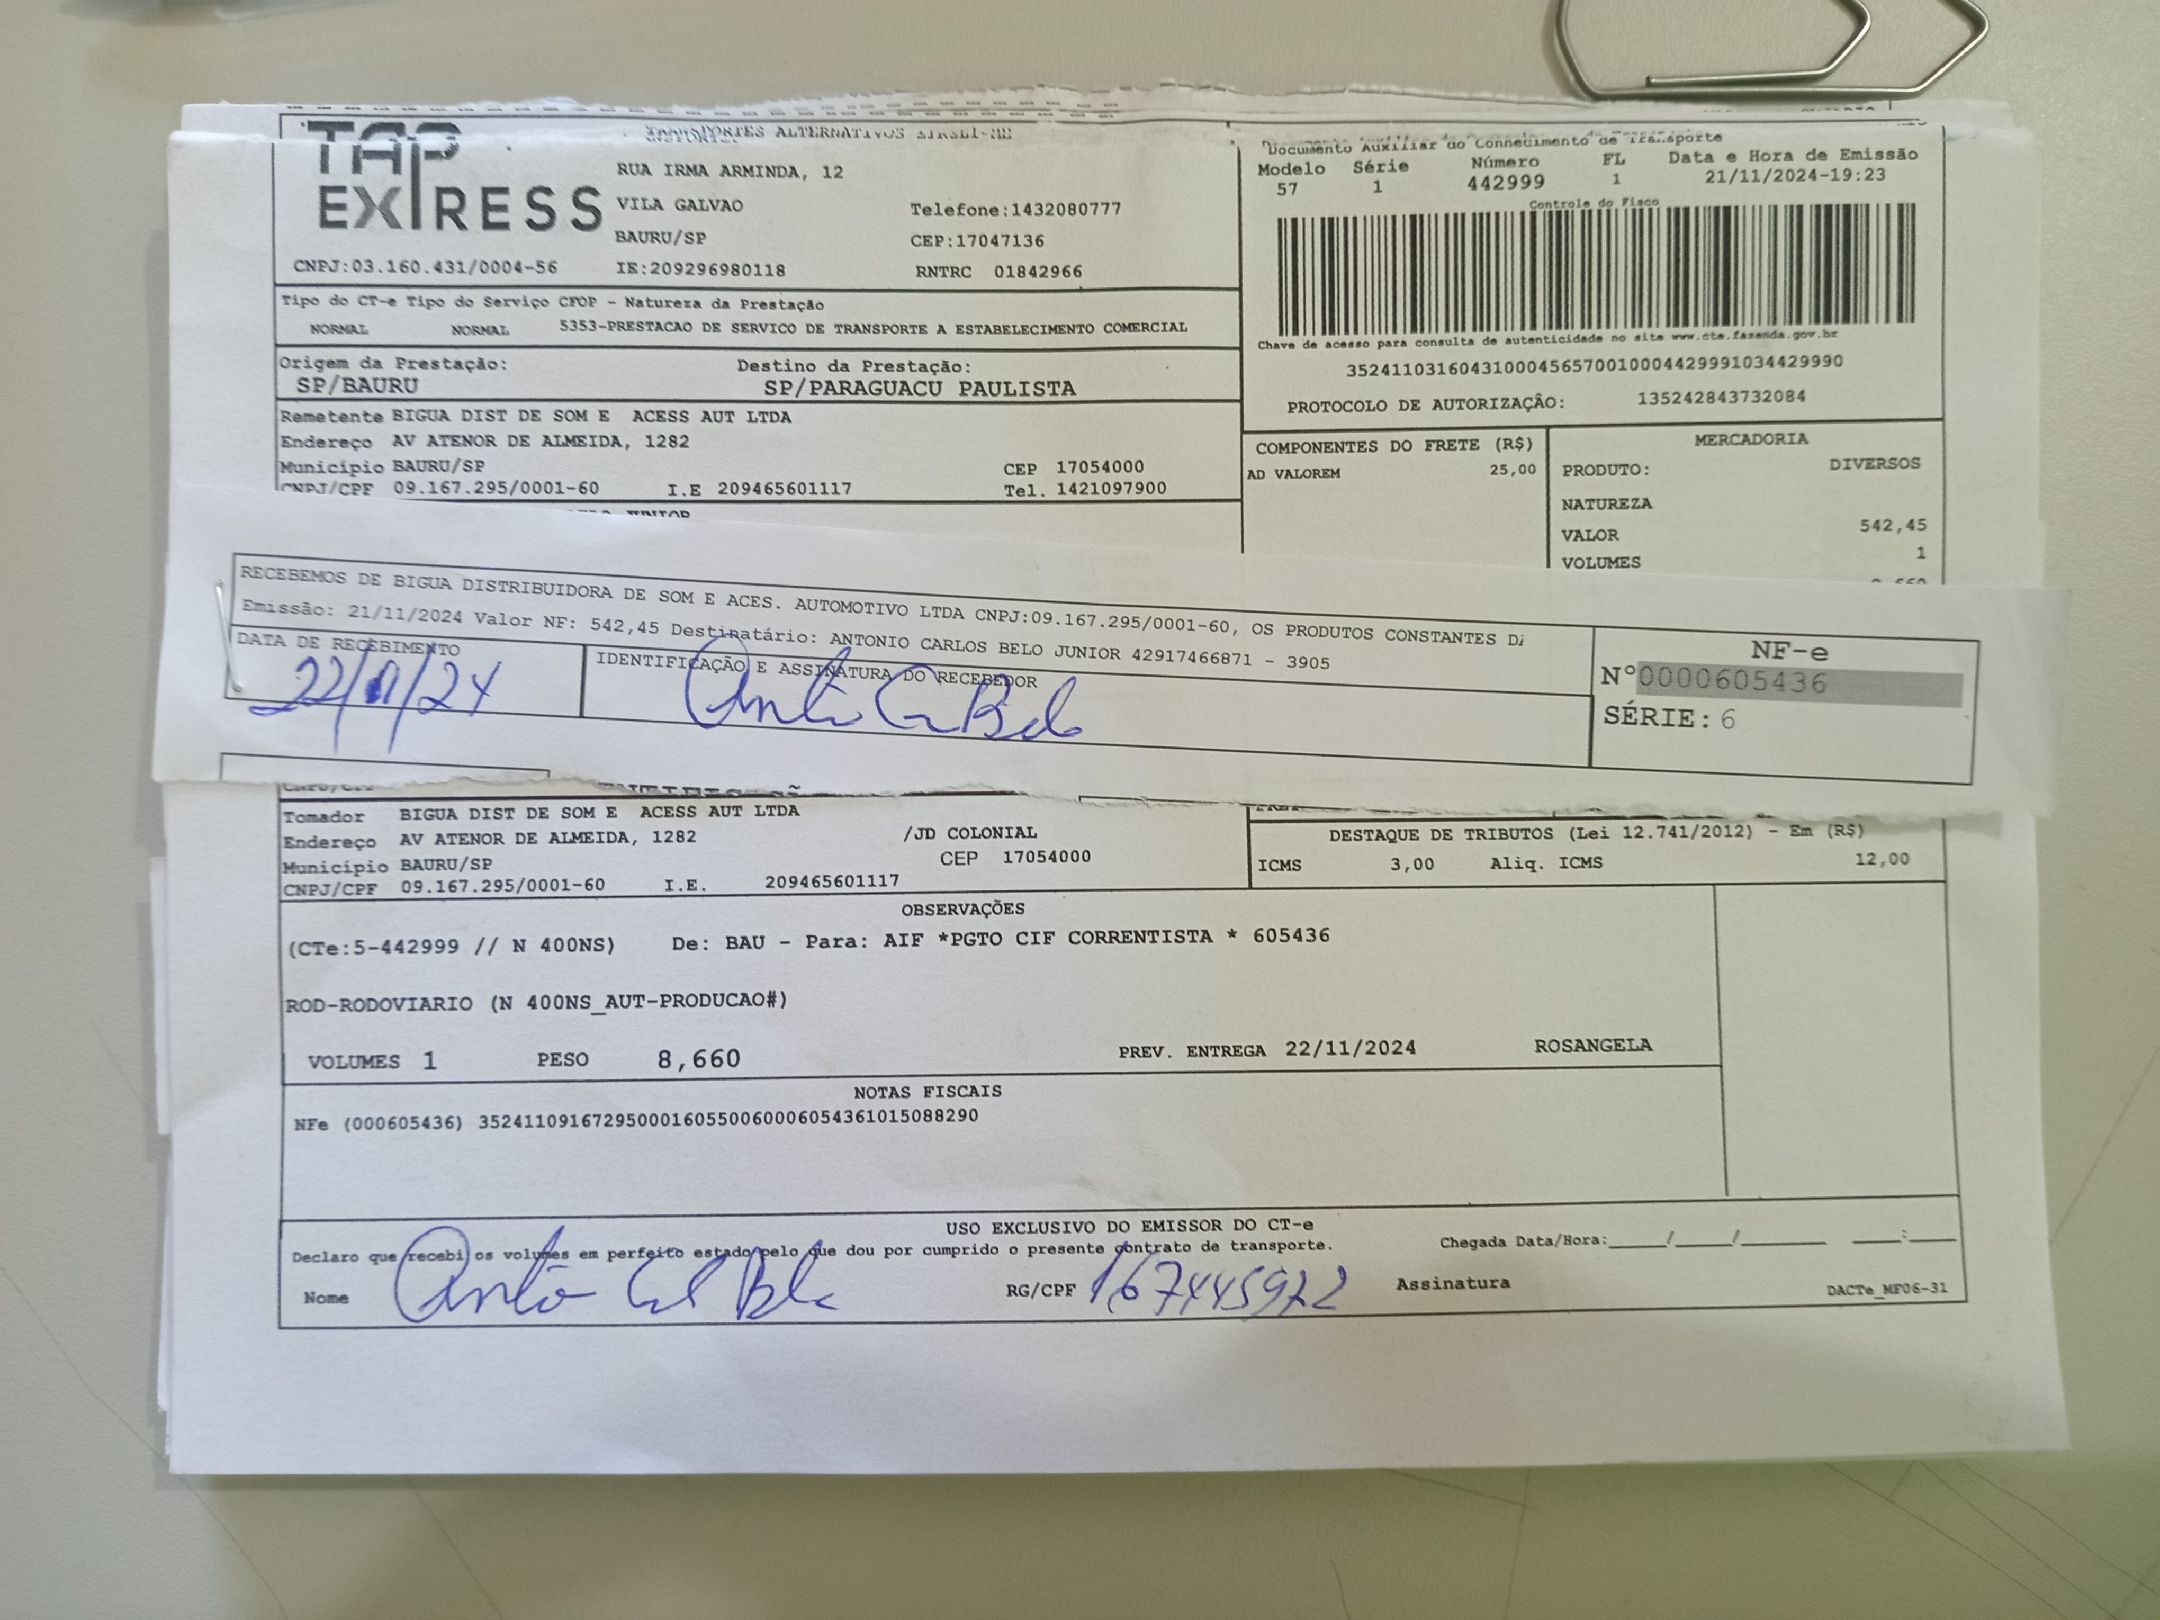 TAP
EXPRESS
TRANSPORTES ALTERNATIVOS EIRELI-ME
RUA IRMA ARMINDA, 12
VILA GALVAO Telefone:1432080777
BAURU/SP CEP:17047136
CNPJ:03.160.431/0004-56 IE:209296980118 RNTRC 01842966
Documento Auxiliar do Conhecimento de Transporte
Modelo Série Número FL Data e Hora de Emissão
57 1 442999 1 21/11/2024-19:23
Controle do Fisco
Chave de acesso para consulta de autenticidade no site www.cte.fazenda.gov.br
35241103160431000456570010004429991034429990
PROTOCOLO DE AUTORIZAÇÃO: 135242843732084
Tipo do CT-e Tipo do Serviço CFOP - Natureza da Prestação
NORMAL NORMAL 5353-PRESTACAO DE SERVICO DE TRANSPORTE A ESTABELECIMENTO COMERCIAL
Origem da Prestação: Destino da Prestação:
SP/BAURU SP/PARAGUACU PAULISTA
Remetente BIGUA DIST DE SOM E ACESS AUT LTDA
Endereço AV ATENOR DE ALMEIDA, 1282
Município BAURU/SP CEP 17054000
CNPJ/CPF 09.167.295/0001-60 I.E 209465601117 Tel. 1421097900
COMPONENTES DO FRETE (R$)
AD VALOREM 25,00
MERCADORIA
PRODUTO: DIVERSOS
NATUREZA
VALOR 542,45
VOLUMES 1
JUNIOR
RECEBEMOS DE BIGUA DISTRIBUIDORA DE SOM E ACES. AUTOMOTIVO LTDA CNPJ:09.167.295/0001-60, OS PRODUTOS CONSTANTES DA
Emissão: 21/11/2024 Valor NF: 542,45 Destinatário: ANTONIO CARLOS BELO JUNIOR 42917466871 - 3905
DATA DE RECEBIMENTO IDENTIFICAÇÃO E ASSINATURA DO RECEBEDOR
22/11/24
NF-e
N°0000605436
SÉRIE: 6
CNPJ/CPF
Tomador BIGUA DIST DE SOM E ACESS AUT LTDA
Endereço AV ATENOR DE ALMEIDA, 1282 /JD COLONIAL
Município BAURU/SP CEP 17054000
CNPJ/CPF 09.167.295/0001-60 I.E. 209465601117
DESTAQUE DE TRIBUTOS (Lei 12.741/2012) - Em (R$)
ICMS 3,00 Aliq. ICMS 12,00
OBSERVAÇÕES
(CTe:5-442999 // N 400NS) De: BAU - Para: AIF *PGTO CIF CORRENTISTA * 605436
ROD-RODOVIARIO (N 400NS_AUT-PRODUCAO#)
VOLUMES 1 PESO 8,660 PREV. ENTREGA 22/11/2024 ROSANGELA
NOTAS FISCAIS
NFe (000605436) 35241109167295000160550060006054361015088290
USO EXCLUSIVO DO EMISSOR DO CT-e
Declaro que recebi os volumes em perfeito estado pelo que dou por cumprido o presente contrato de transporte. Chegada Data/Hora:____/____/______ ___:___
Nome RG/CPF Assinatura DACTe_MF06-31